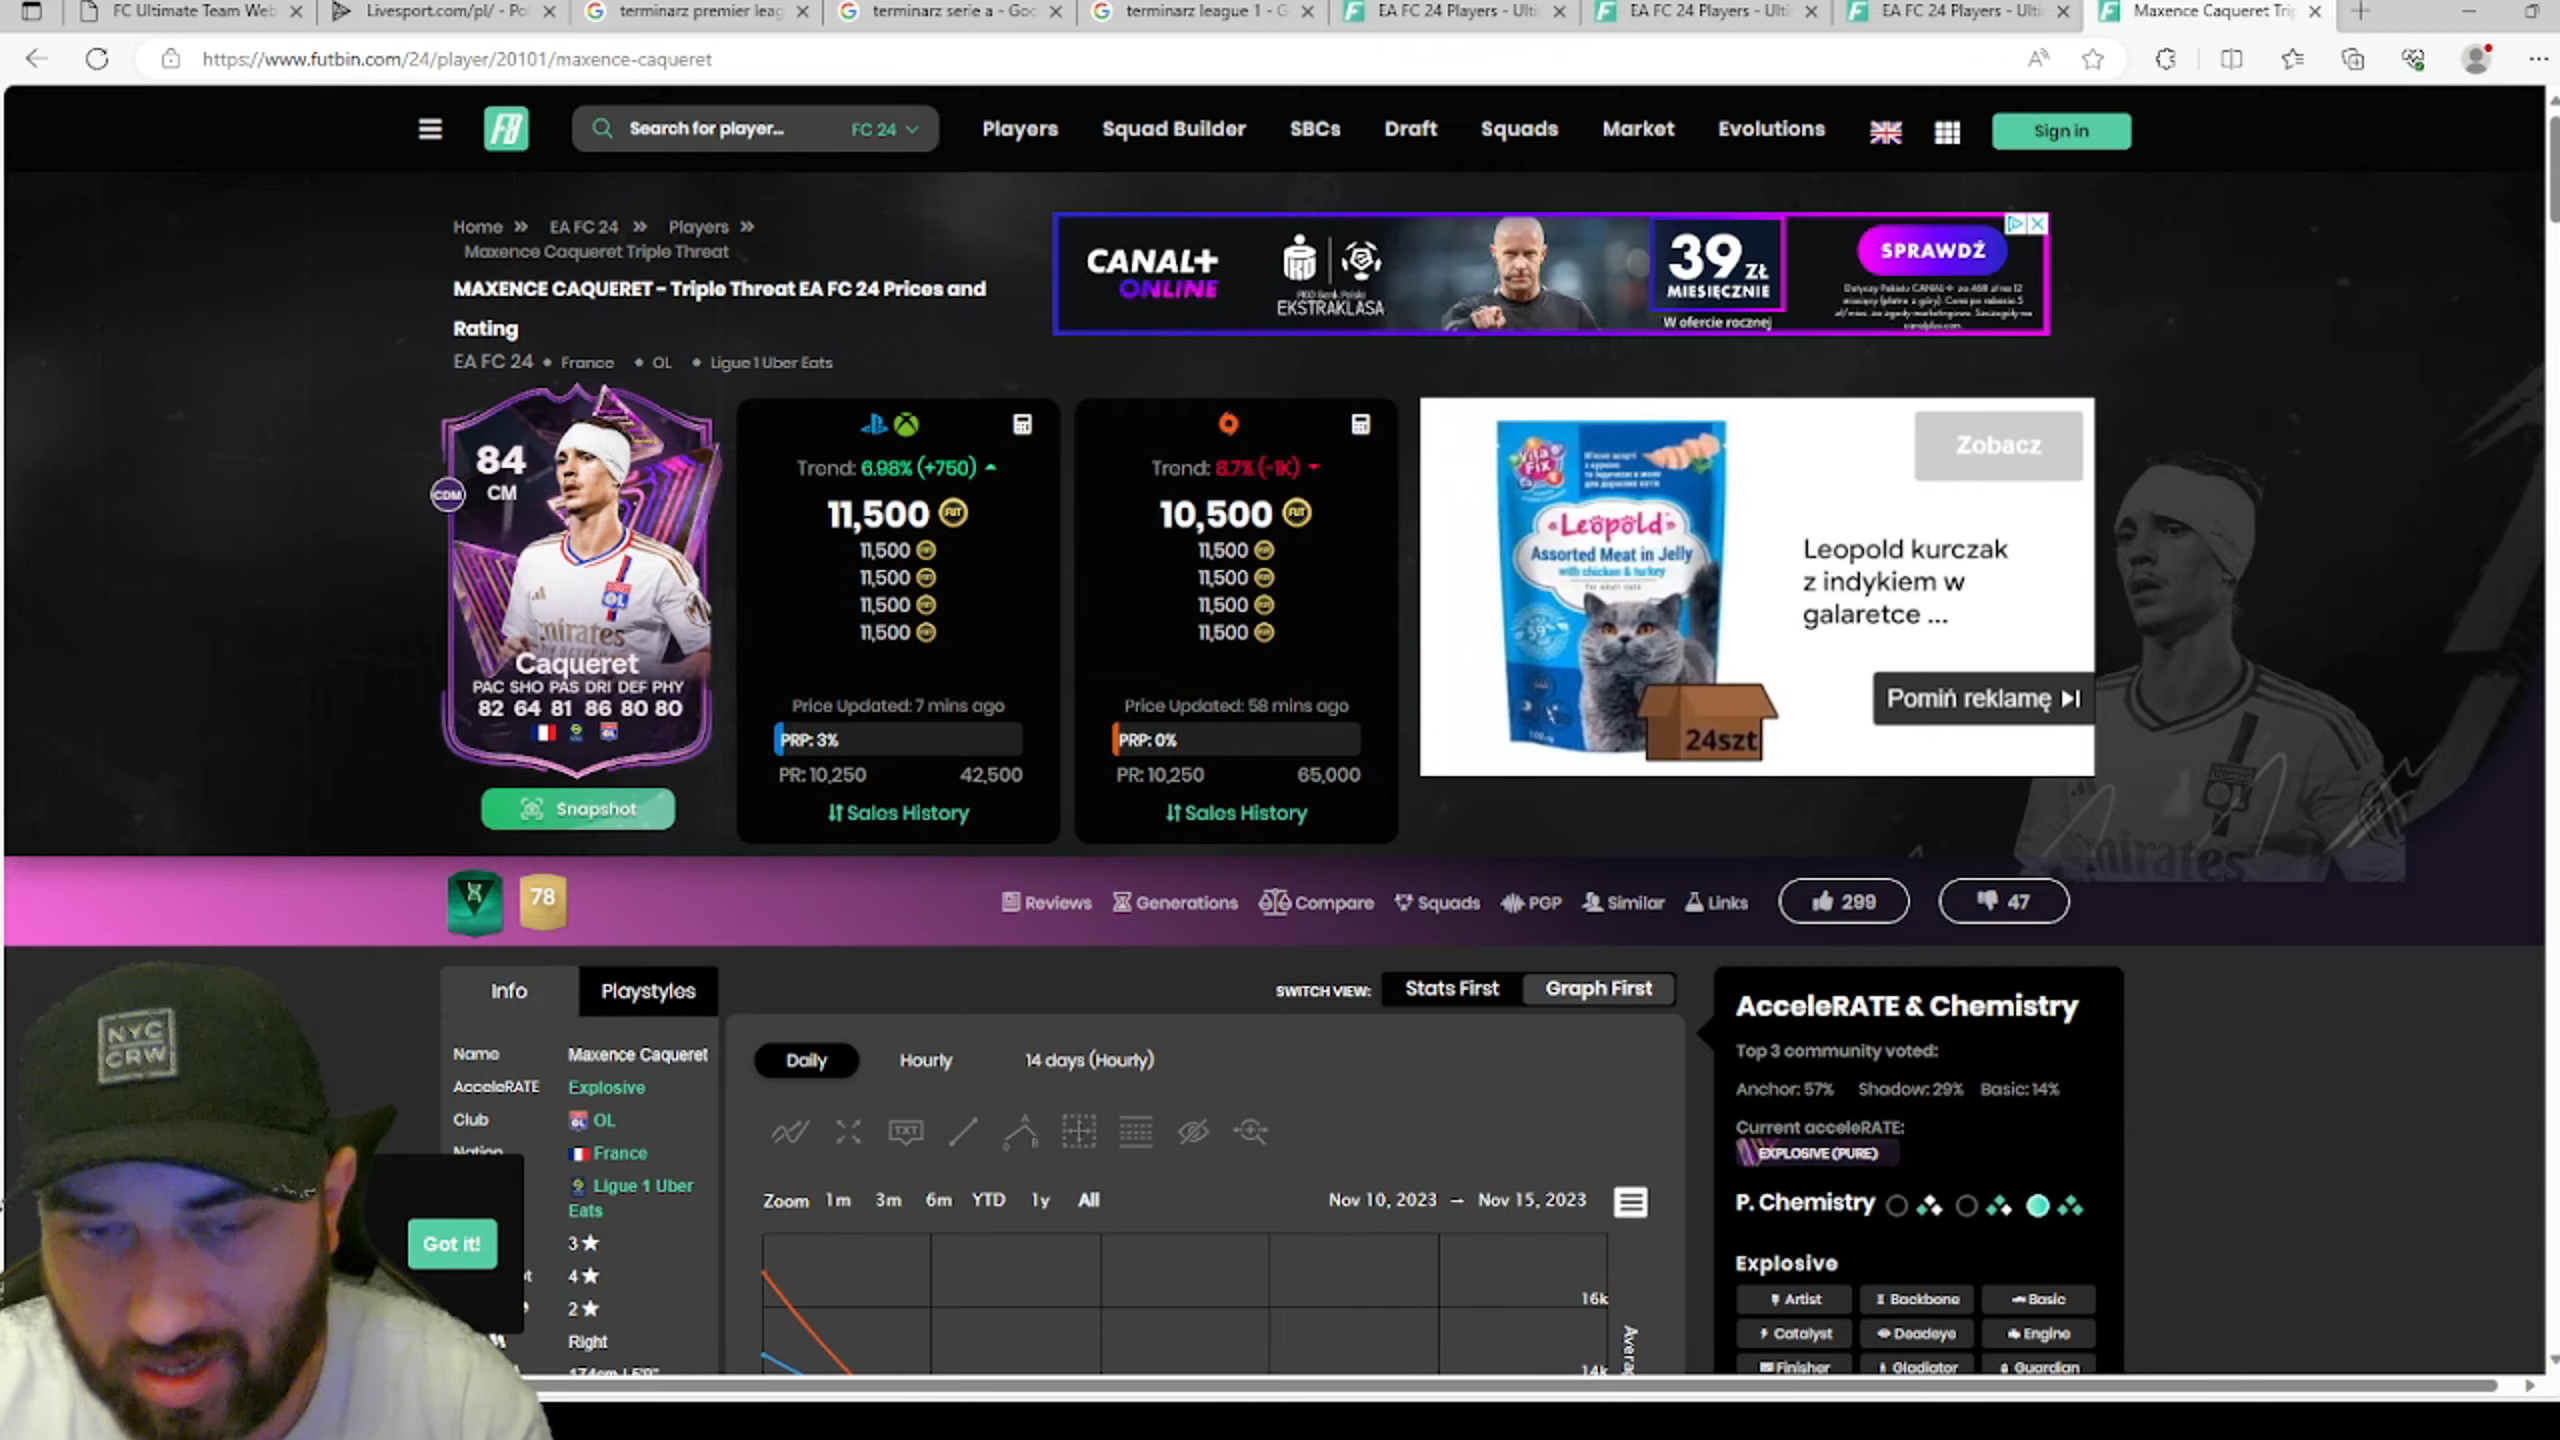 FC Ultimate Team Web
Livesport.com/pl/ - Po
terminarz premier leag
terminarz serie a - Goo
terminarz league 1 - G
EA FC 24 Players - Ulti
EA FC 24 Players - Ulti
EA FC 24 Players - Ulti
Maxence Caqueret Trip
https://www.futbin.com/24/player/20101/maxence-caqueret
Search for player...
FC 24
Players
Squad Builder
SBCs
Draft
Squads
Market
Evolutions
Sign in
Home » EA FC 24 » Players »
Maxence Caqueret Triple Threat
MAXENCE CAQUERET - Triple Threat EA FC 24 Prices and
Rating
EA FC 24 • France • OL • Ligue 1 Uber Eats
CANAL+
ONLINE
EKSTRAKLASA
39 ZŁ
MIESIĘCZNIE
W ofercie rocznej
SPRAWDŹ
84
CM
CDM
Caqueret
PAC SHO PAS DRI DEF PHY
82 64 81 86 80 80
Snapshot
Trend: 6.98% (+750)
11,500
11,500
11,500
11,500
11,500
Price Updated: 7 mins ago
PRP: 3%
PR: 10,250 42,500
Sales History
Trend: 8.7% (-1K)
10,500
11,500
11,500
11,500
11,500
Price Updated: 58 mins ago
PRP: 0%
PR: 10,250 65,000
Sales History
Leopold
Assorted Meat in Jelly
with chicken & turkey
24szt
Zobacz
Leopold kurczak
z indykiem w
galaretce ...
Pomiń reklamę
78
Reviews
Generations
Compare
Squads
PGP
Similar
Links
299
47
Info
Playstyles
SWITCH VIEW:
Stats First
Graph First
Name Maxence Caqueret
AcceleRATE Explosive
Club OL
Nation France
Ligue 1 Uber
Eats
3
4
2
Right
174cm | 5'9"
Got it!
NYC
CRW
Daily
Hourly
14 days (Hourly)
TXT
Zoom 1m 3m 6m YTD 1y All
Nov 10, 2023 → Nov 15, 2023
16k
14k
AcceleRATE & Chemistry
Top 3 community voted:
Anchor: 57% Shadow: 29% Basic: 14%
Current acceleRATE:
EXPLOSIVE (PURE)
P. Chemistry
Explosive
Artist
Backbone
Basic
Catalyst
Deadeye
Engine
Finisher
Gladiator
Guardian